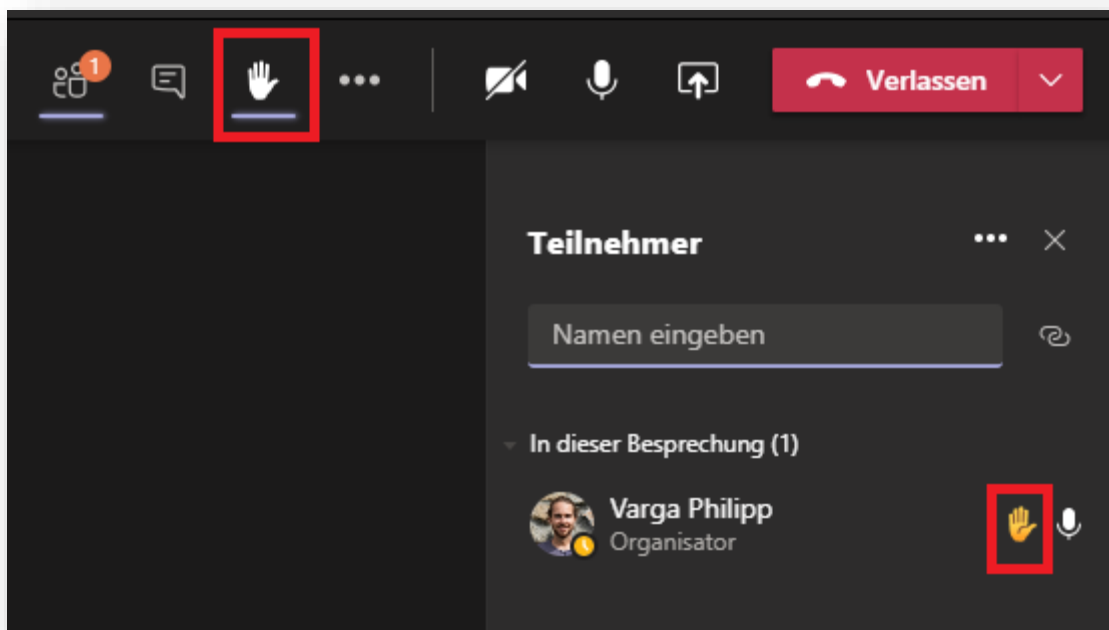 1
Verlassen
Teilnehmer
Namen eingeben
In dieser Besprechung (1)
Varga Philipp
Organisator